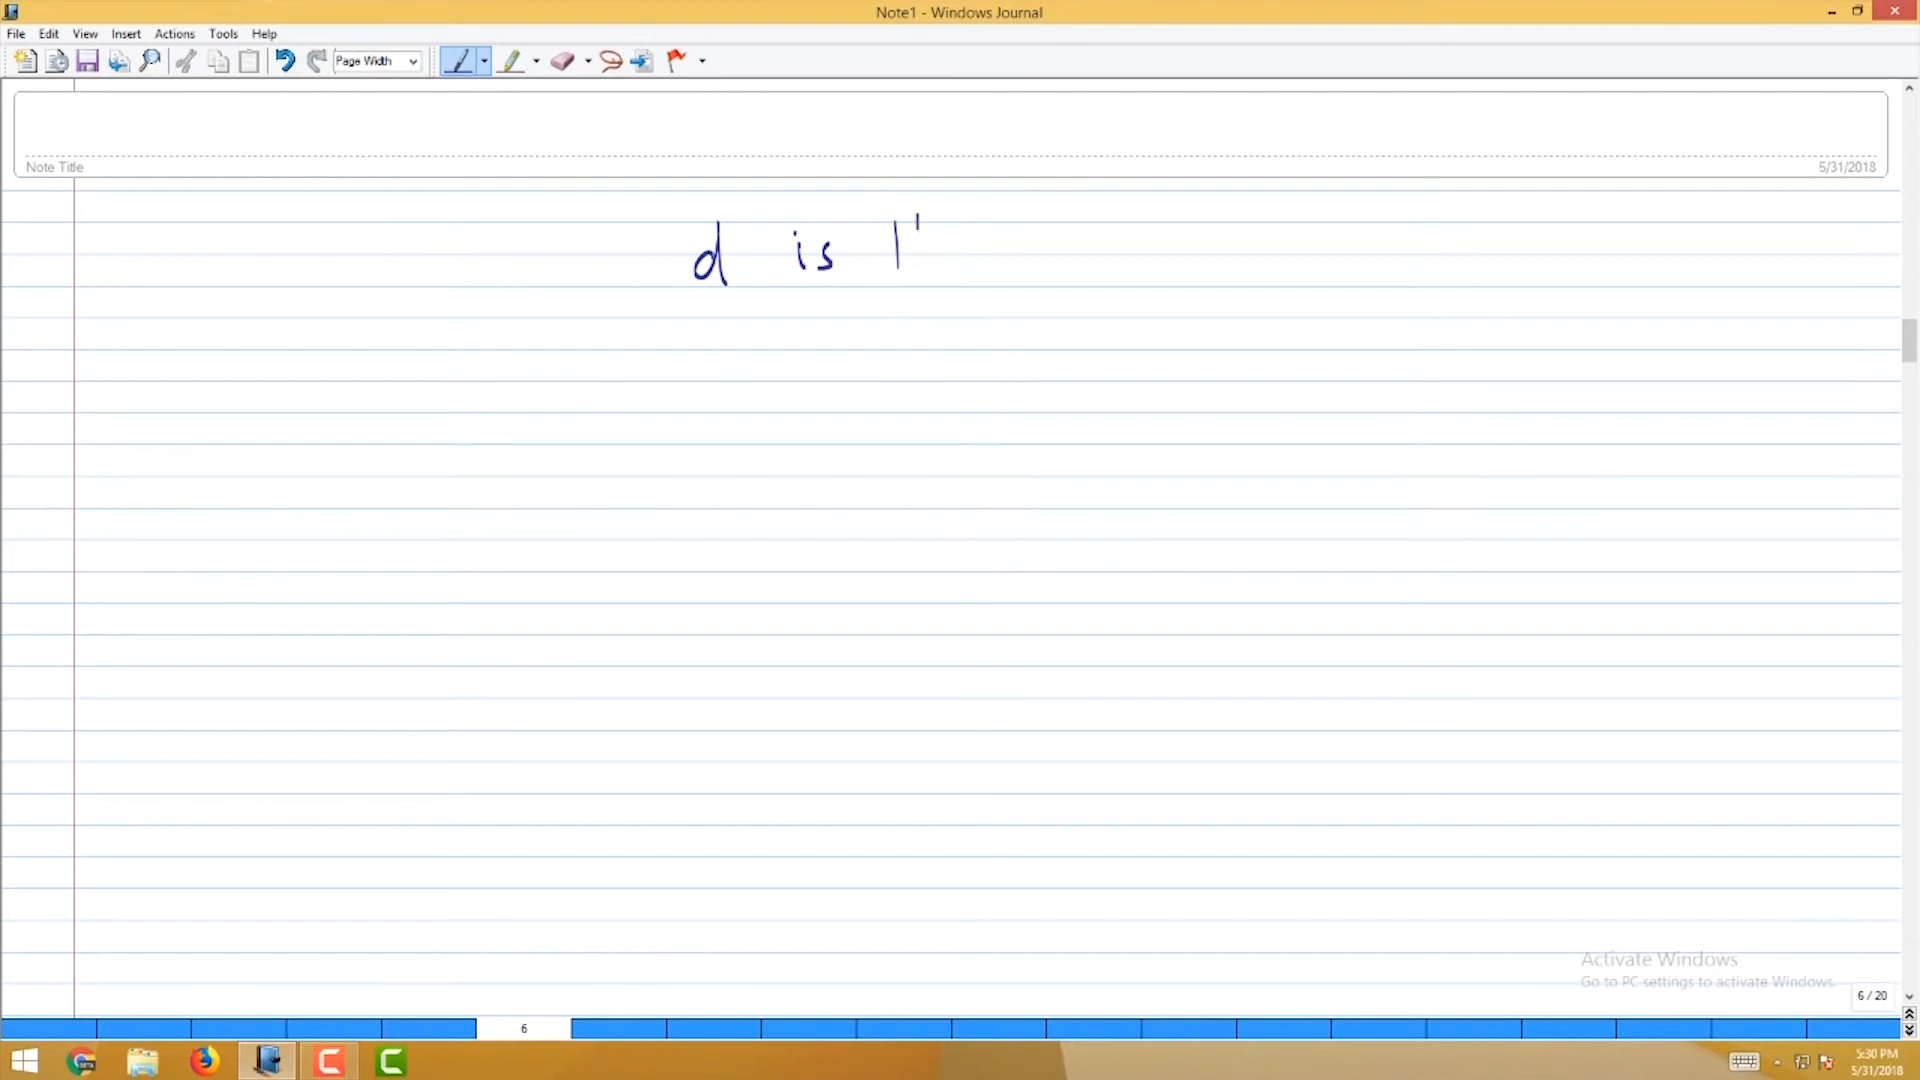 Note1 - Windows Journal
File Edit View Insert Actions Tools Help
Page Width
Note Title
5/31/2018
d is 1'
Activate Windows
Go to PC settings to activate Windows.
6 / 20
6
5:30 PM
5/31/2018